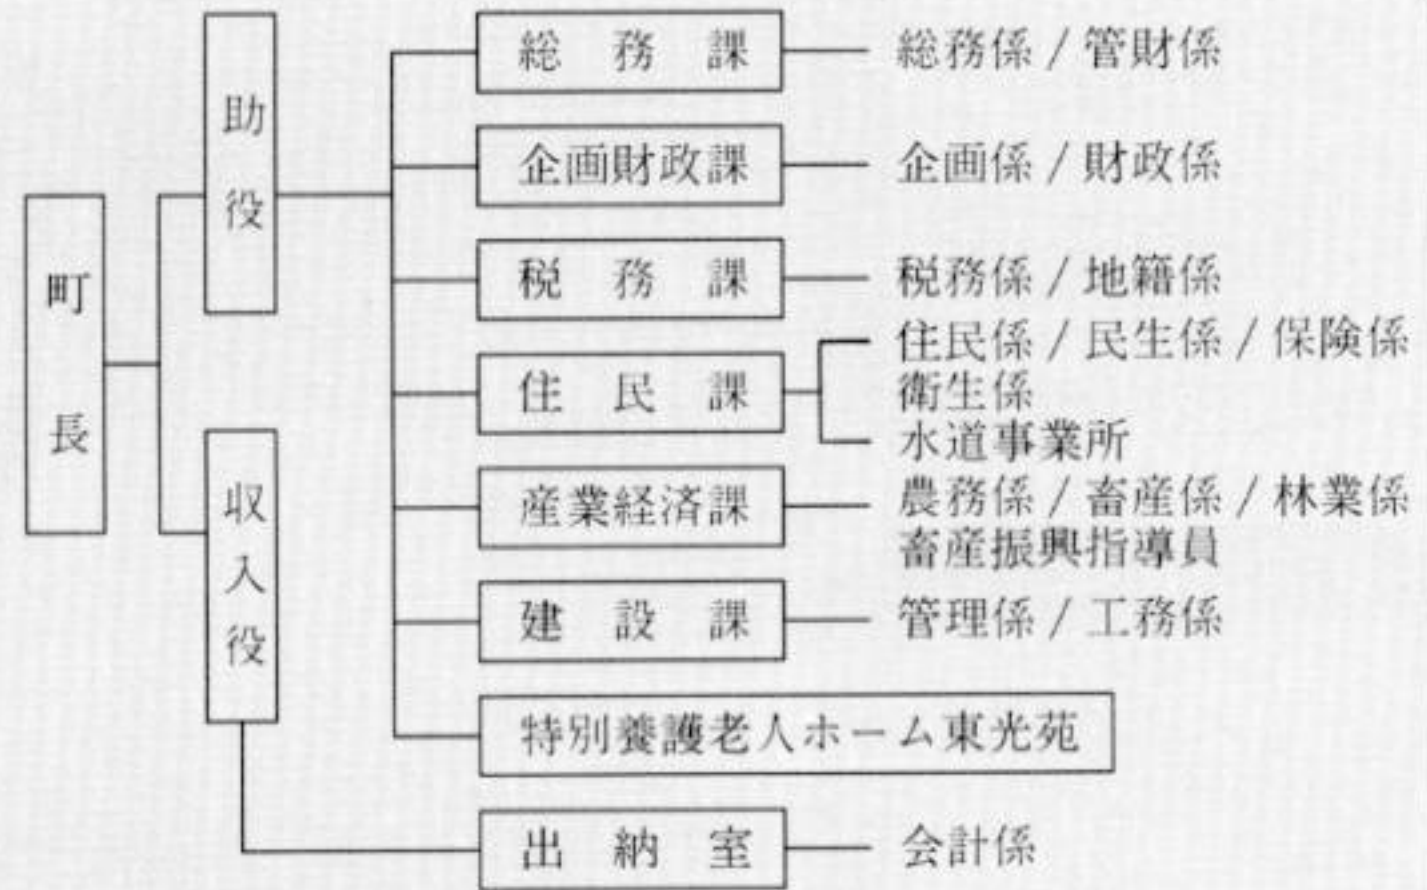 町長
助役
収入役
総務課
総務係 / 管財係
企画財政課
企画係 / 財政係
税務課
税務係 / 地籍係
住民課
住民係 / 民生係 / 保険係
衛生係
水道事業所
産業経済課
農務係 / 畜産係 / 林業係
畜産振興指導員
建設課
管理係 / 工務係
特別養護老人ホーム東光苑
出納室
会計係